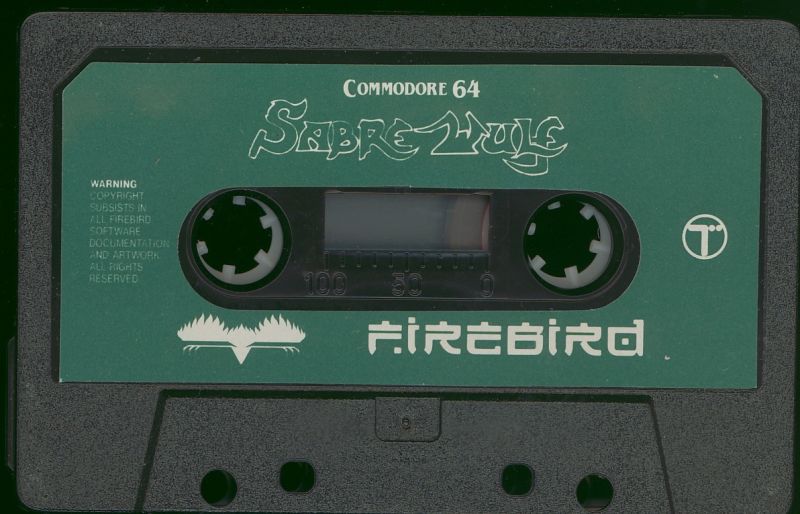 COMMODORE 64
SABRE WULF
WARNING
COPYRIGHT
SUBSISTS IN
ALL FIREBIRD
SOFTWARE
DOCUMENTATION
AND ARTWORK
ALL RIGHTS
RESERVED
100 50 0
FIREBIRD